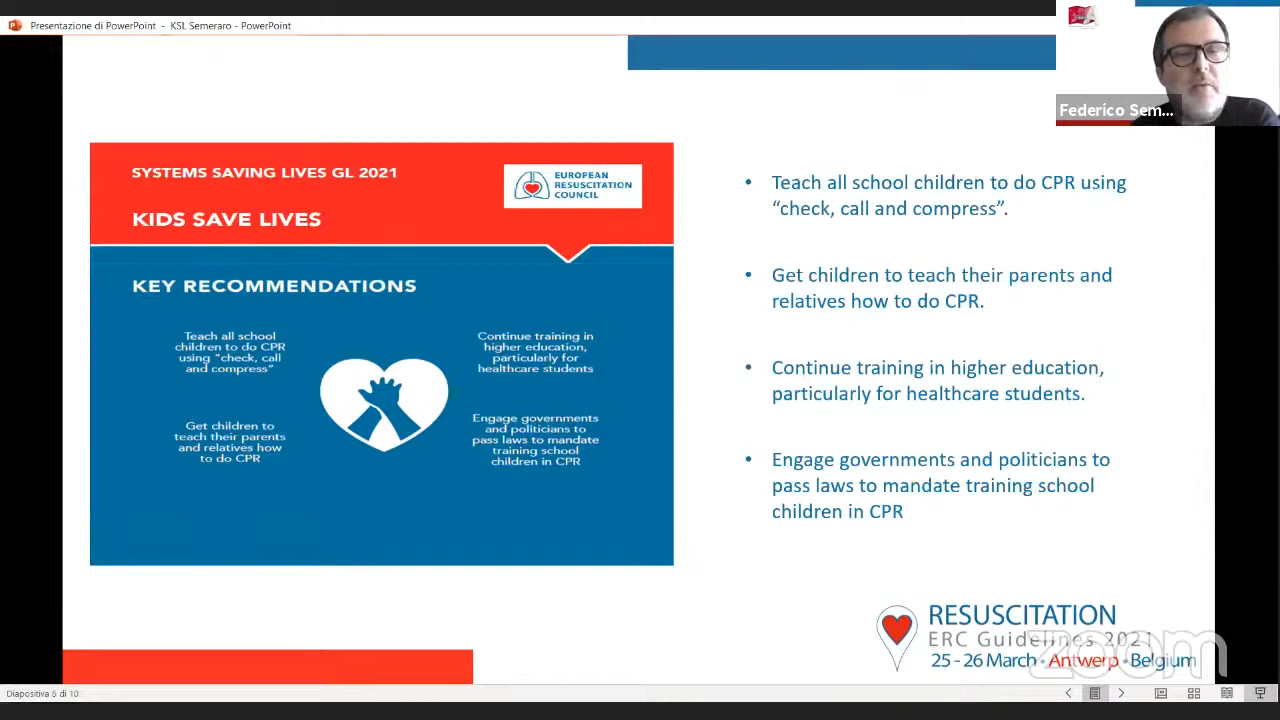 Presentazione di PowerPoint - KSL Semeraro - PowerPoint
Federico Sem...
SYSTEMS SAVING LIVES GL 2021
EUROPEAN
RESUSCITATION
COUNCIL
KIDS SAVE LIVES
KEY RECOMMENDATIONS
Teach all school
children to do CPR
using "check, call
and compress"
Continue training in
higher education,
particularly for
healthcare students
Get children to
teach their parents
and relatives how
to do CPR
Engage governments
and politicians to
pass laws to mandate
training school
children in CPR
• Teach all school children to do CPR using
“check, call and compress”.
• Get children to teach their parents and
relatives how to do CPR.
• Continue training in higher education,
particularly for healthcare students.
• Engage governments and politicians to
pass laws to mandate training school
children in CPR
RESUSCITATION
ERC Guidelines 2021
25 - 26 March • Antwerp • Belgium
zoom
Diapositiva 6 di 10